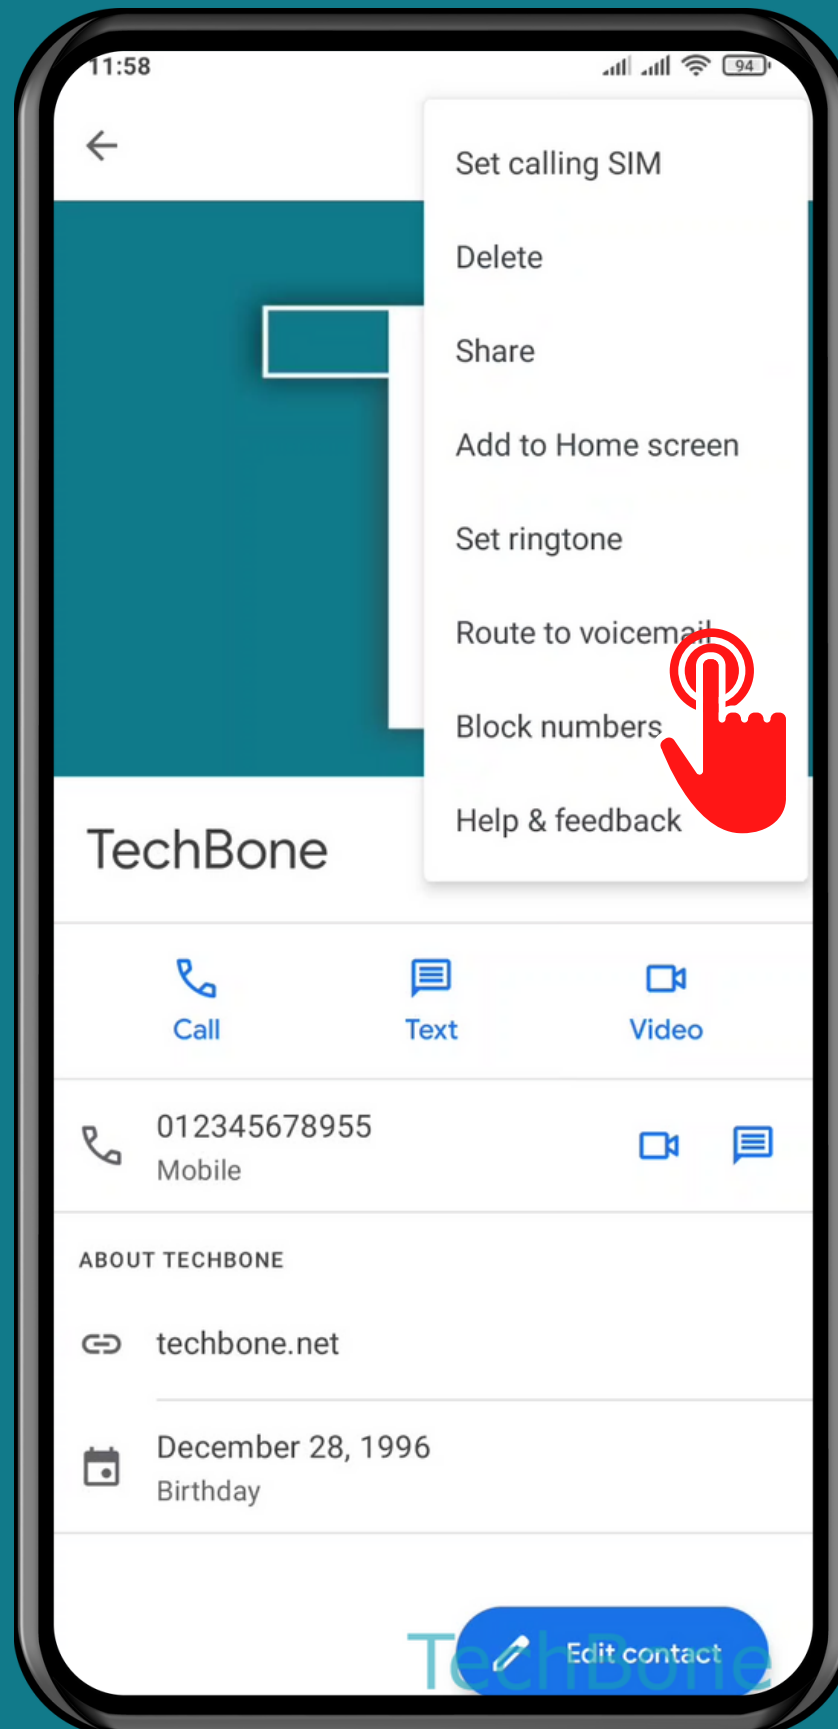 11:58
94
Set calling SIM
Delete
Share
Add to Home screen
Set ringtone
Route to voicemail
Block numbers
Help & feedback
TechBone
Call
Text
Video
012345678955
Mobile
ABOUT TECHBONE
techbone.net
December 28, 1996
Birthday
Edit contact
TechBone